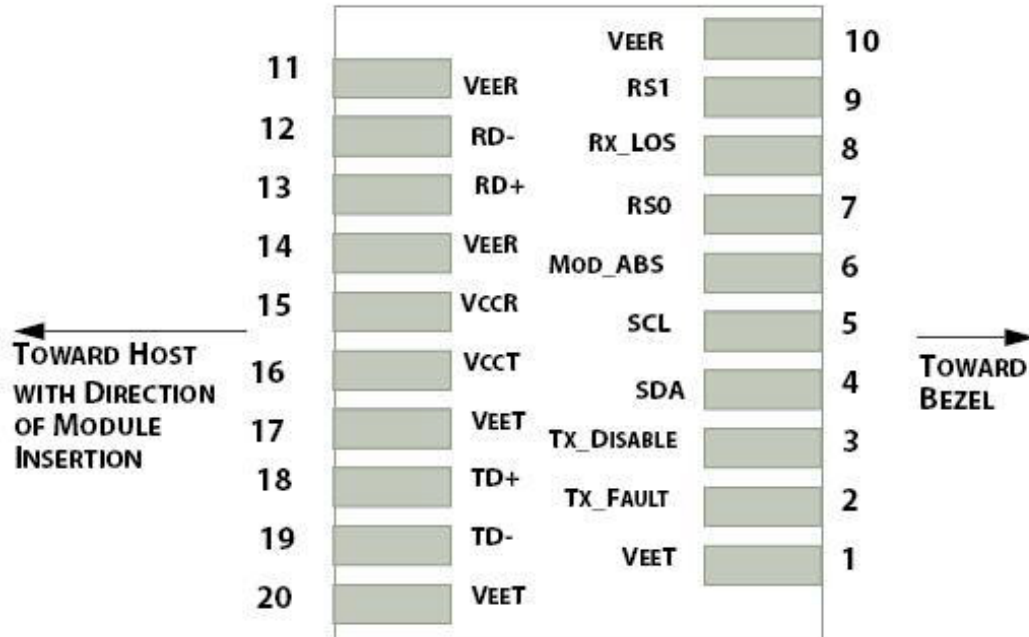 VEER 10
11 VEER
RS1 9
12 RD-
RX_LOS 8
13 RD+
RS0 7
14 VEER
MOD_ABS 6
15 VCCR
SCL 5
TOWARD HOST
WITH DIRECTION
OF MODULE
INSERTION
TOWARD
BEZEL
16 VCCT
SDA 4
17 VEET
TX_DISABLE 3
18 TD+
TX_FAULT 2
19 TD-
VEET 1
20 VEET